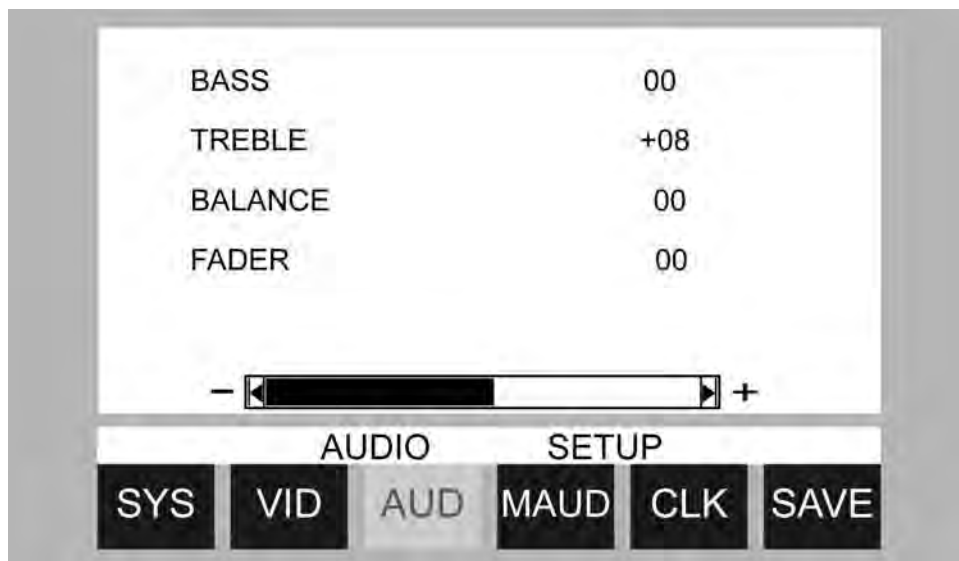 BASS 00
TREBLE +08
BALANCE 00
FADER 00
- +
AUDIO SETUP
SYS VID AUD MAUD CLK SAVE